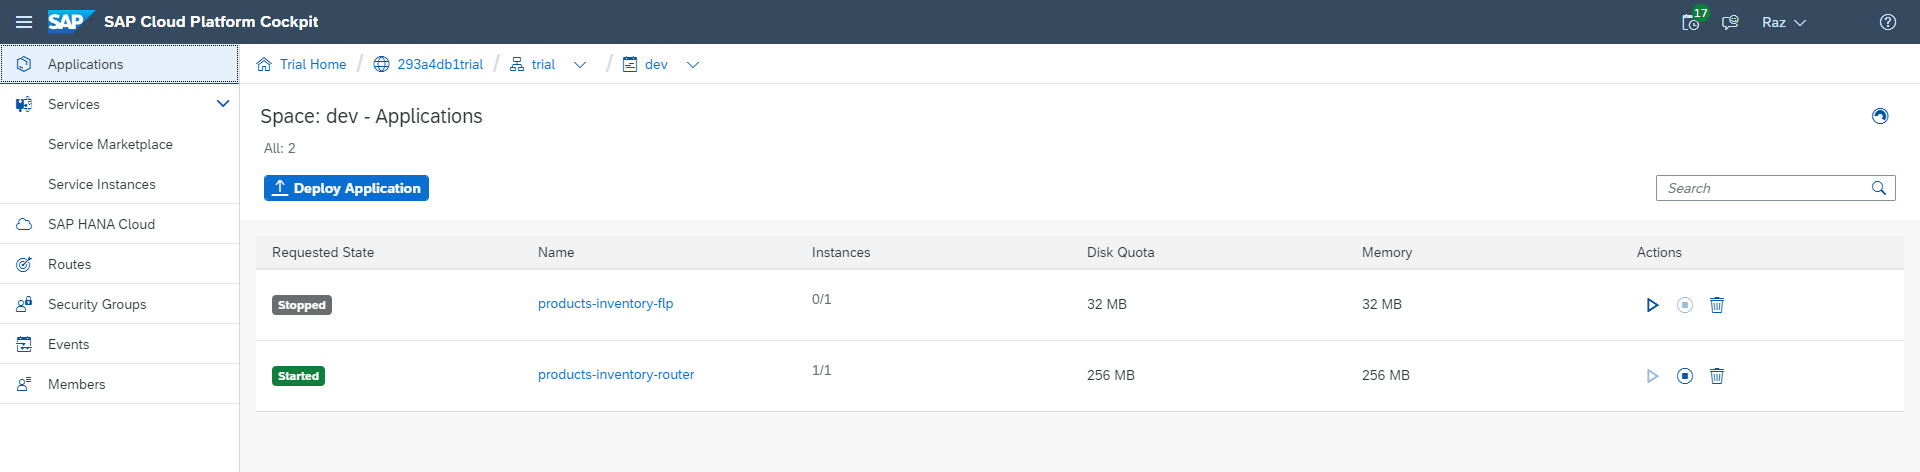 SAP SAP Cloud Platform Cockpit 17 Raz
Applications
Trial Home / 293a4db1trial / trial / dev
Services
Service Marketplace
Service Instances
SAP HANA Cloud
Routes
Security Groups
Events
Members
Space: dev - Applications
All: 2
Deploy Application
Search
Requested State Name Instances Disk Quota Memory Actions
Stopped products-inventory-flp 0/1 32 MB 32 MB
Started products-inventory-router 1/1 256 MB 256 MB